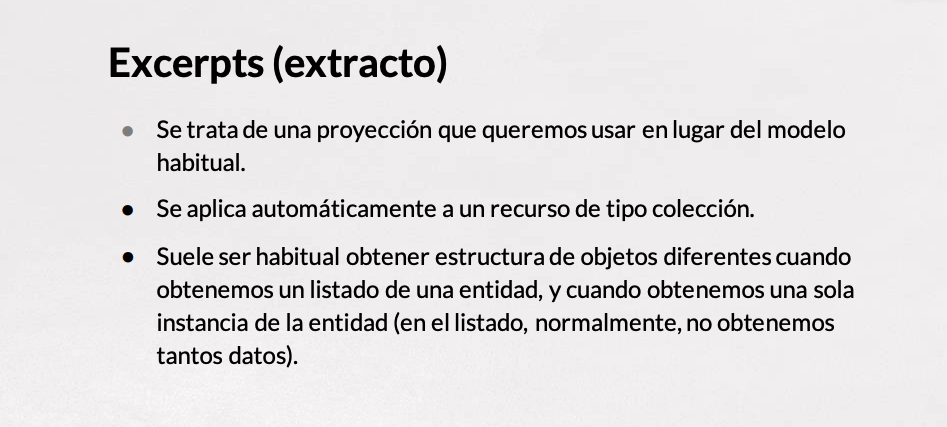 Excerpts (extracto)
● Se trata de una proyección que queremos usar en lugar del modelo
habitual.
● Se aplica automáticamente a un recurso de tipo colección.
● Suele ser habitual obtener estructura de objetos diferentes cuando
obtenemos un listado de una entidad, y cuando obtenemos una sola
instancia de la entidad (en el listado, normalmente, no obtenemos
tantos datos).